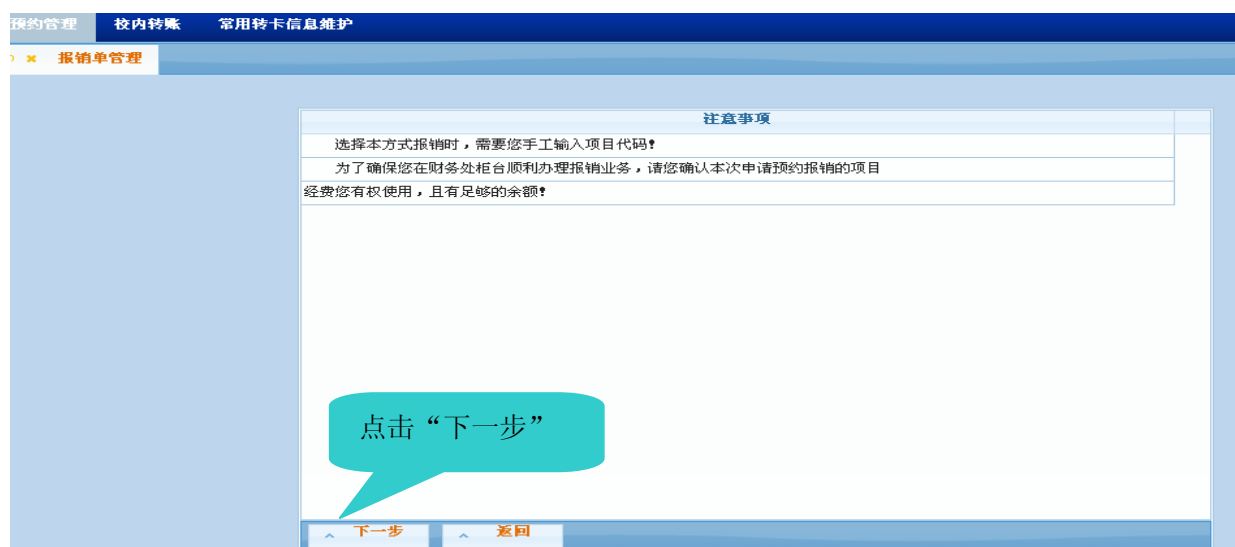 预约管理 校内转账 常用转卡信息维护
报销单管理
注意事项
选择本方式报销时，需要您手工输入项目代码！
为了确保您在财务处柜台顺利办理报销业务，请您确认本次申请预约报销的项目
经费您有权使用，且有足够的余额！
点击“下一步”
下一步 返回